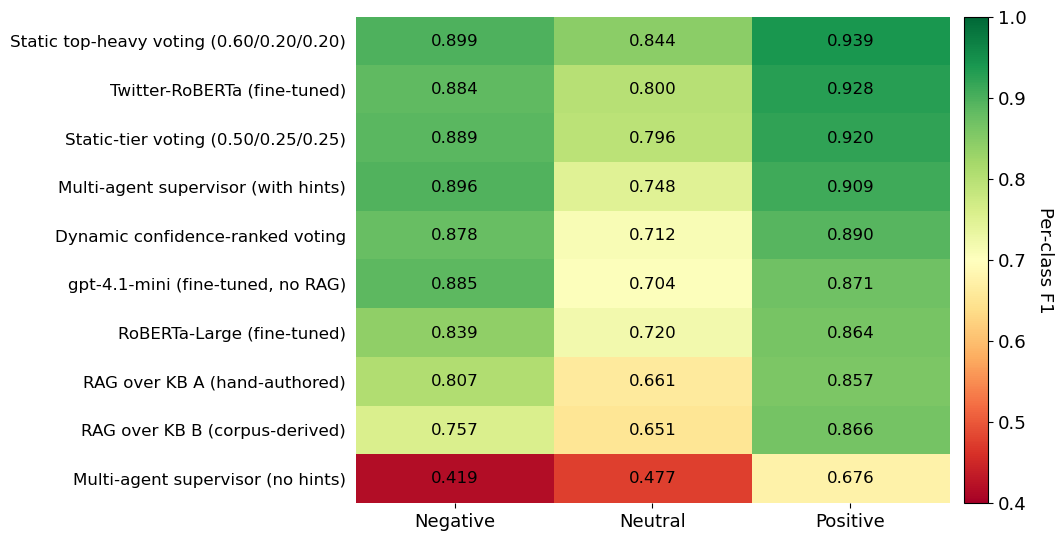 Static top-heavy voting (0.60/0.20/0.20) 0.899 0.844 0.939
Twitter-RoBERTa (fine-tuned) 0.884 0.800 0.928
Static-tier voting (0.50/0.25/0.25) 0.889 0.796 0.920
Multi-agent supervisor (with hints) 0.896 0.748 0.909
Dynamic confidence-ranked voting 0.878 0.712 0.890
gpt-4.1-mini (fine-tuned, no RAG) 0.885 0.704 0.871
RoBERTa-Large (fine-tuned) 0.839 0.720 0.864
RAG over KB A (hand-authored) 0.807 0.661 0.857
RAG over KB B (corpus-derived) 0.757 0.651 0.866
Multi-agent supervisor (no hints) 0.419 0.477 0.676
Negative Neutral Positive
1.0
0.9
0.8
0.7
0.6
0.5
0.4
Per-class F1